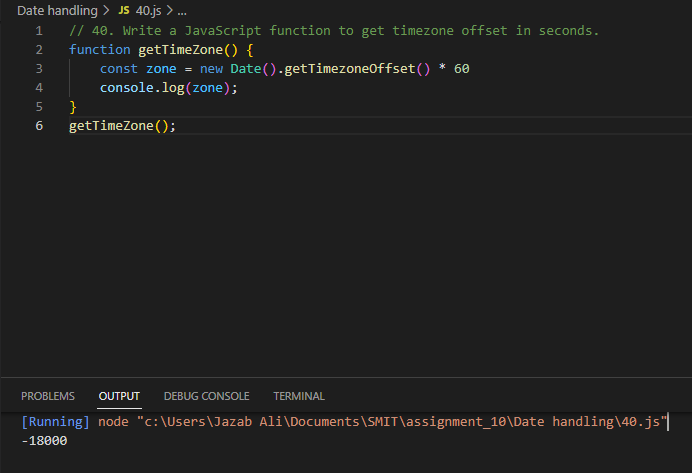 Date handling > JS 40.js > ...
1 // 40. Write a JavaScript function to get timezone offset in seconds.
2 function getTimeZone() {
3 const zone = new Date().getTimezoneOffset() * 60
4 console.log(zone);
5 }
6 getTimeZone();
PROBLEMS OUTPUT DEBUG CONSOLE TERMINAL
[Running] node "c:\Users\Jazab Ali\Documents\SMIT\assignment_10\Date handling\40.js"
-18000